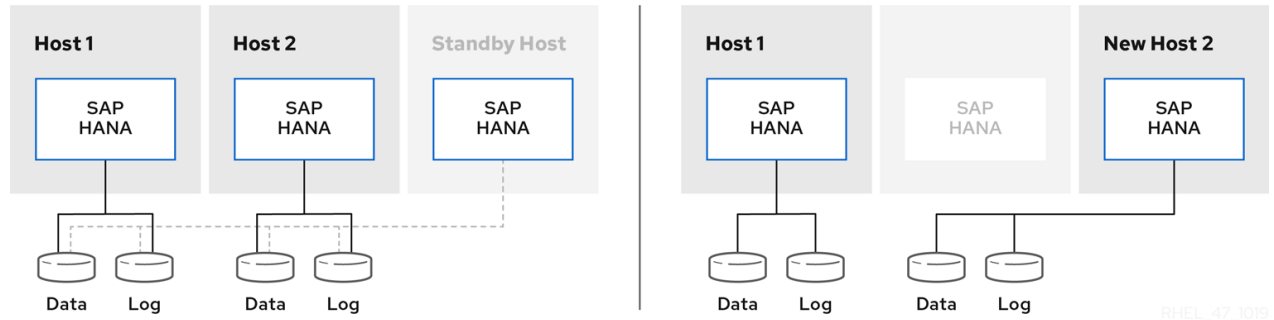 Host 1
Host 2
Standby Host
SAP
HANA
SAP
HANA
SAP
HANA
Data
Log
Data
Log
Host 1
New Host 2
SAP
HANA
SAP
HANA
SAP
HANA
Data
Log
Data
Log
RHEL_47_1019